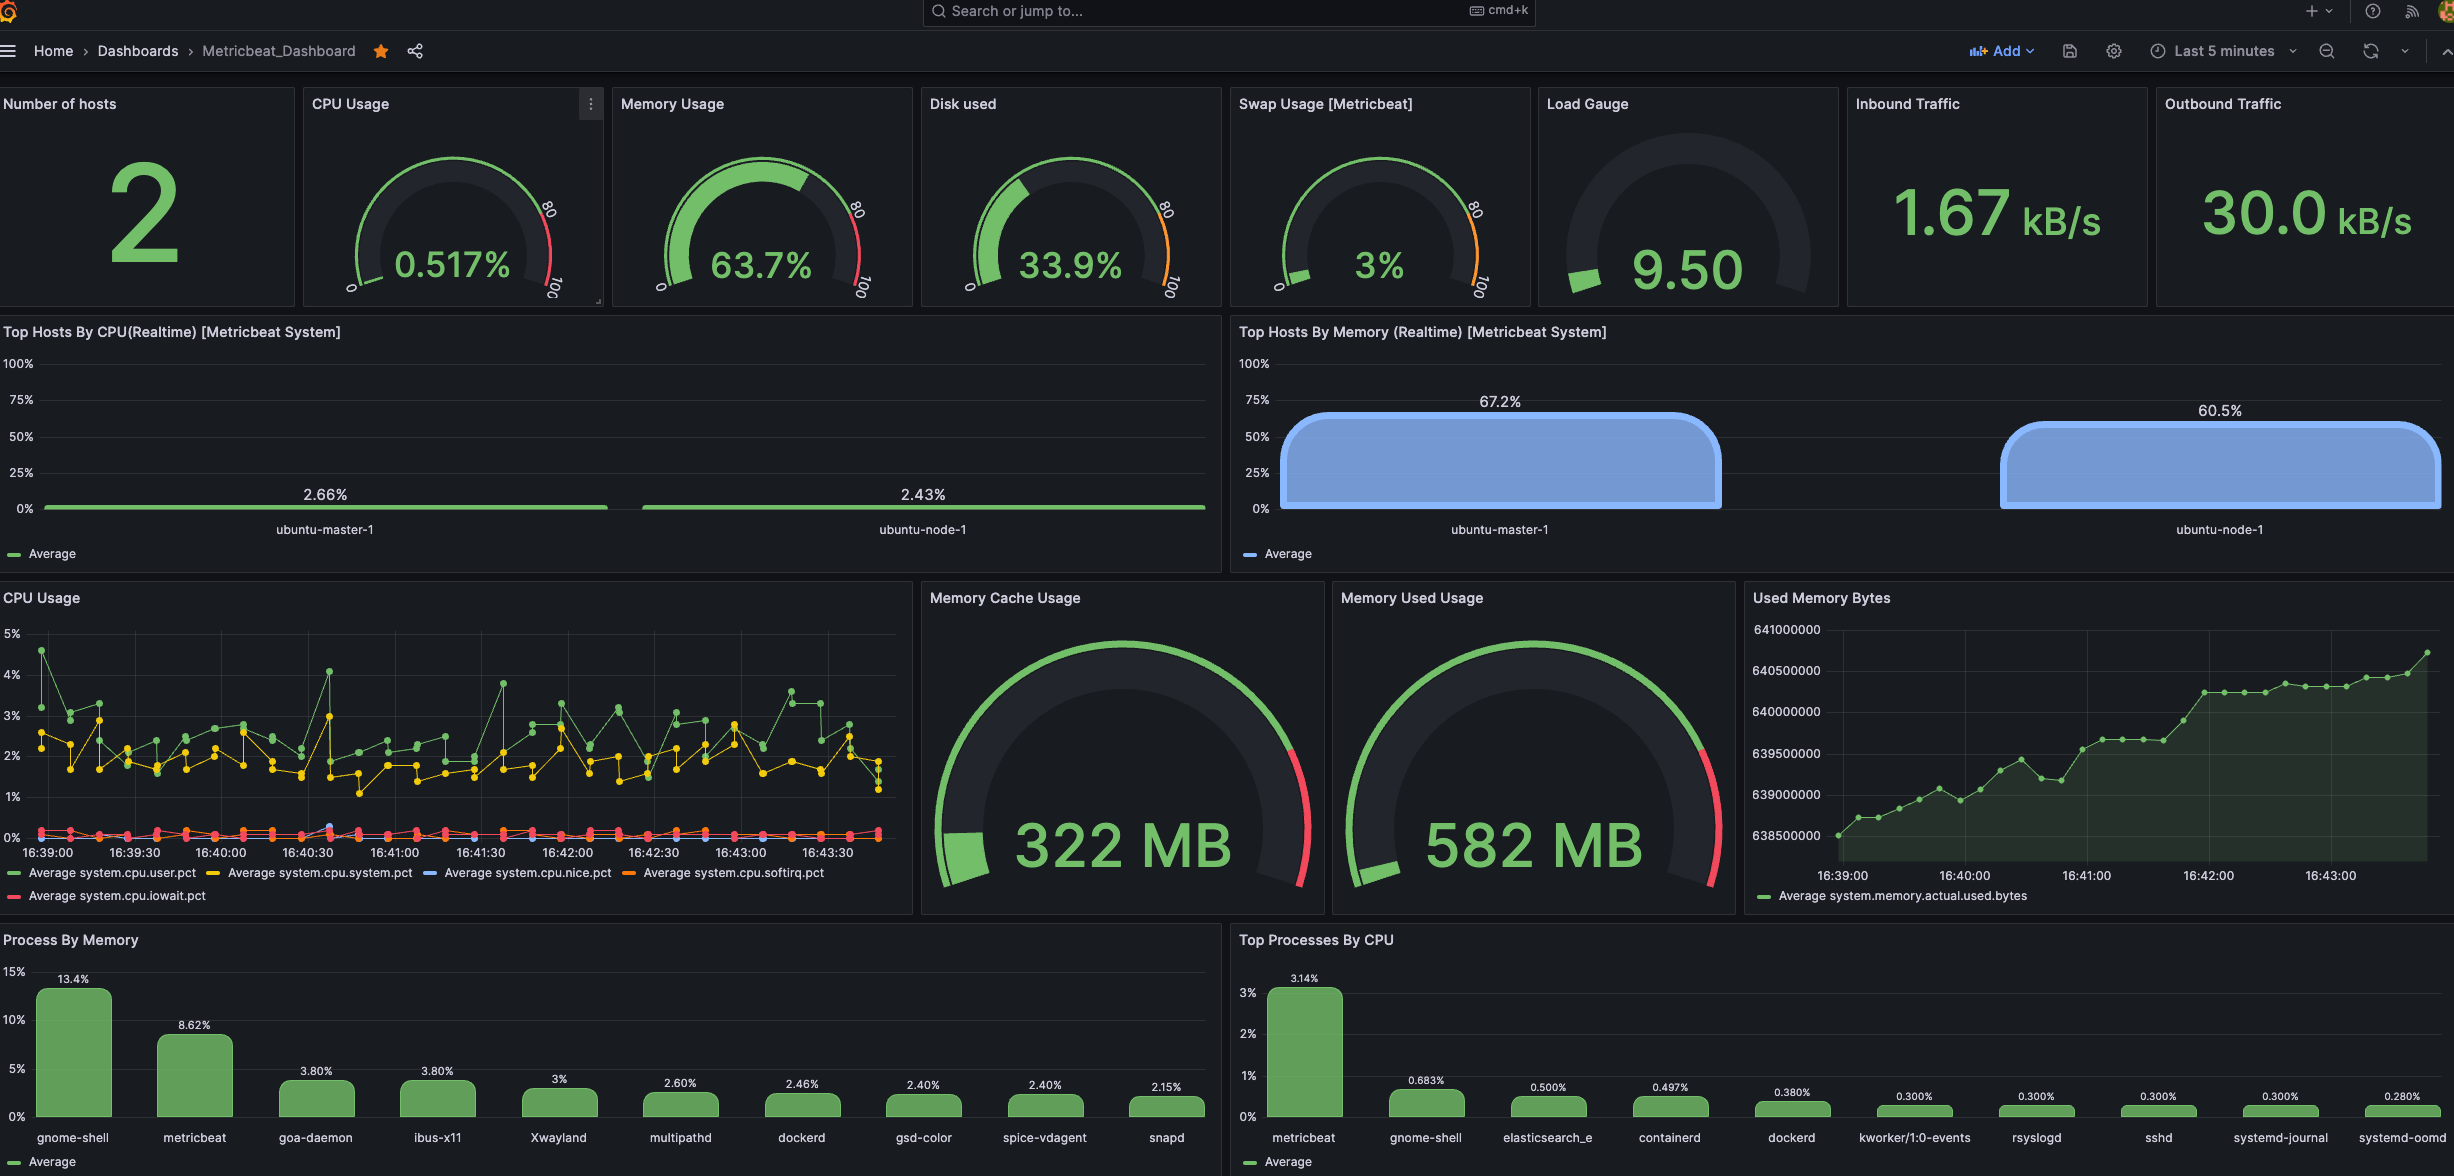 Search or jump to...
cmd+k
Home
Dashboards
Metricbeat_Dashboard
Add
Last 5 minutes
Number of hosts
2
CPU Usage
0
80
100
0.517%
Memory Usage
0
80
100
63.7%
Disk used
0
80
100
33.9%
Swap Usage [Metricbeat]
0
80
100
3%
Load Gauge
9.50
Inbound Traffic
1.67 kB/s
Outbound Traffic
30.0 kB/s
Top Hosts By CPU(Realtime) [Metricbeat System]
100%
75%
50%
25%
0%
2.66%
2.43%
ubuntu-master-1
ubuntu-node-1
Average
Top Hosts By Memory (Realtime) [Metricbeat System]
100%
75%
50%
25%
0%
67.2%
60.5%
ubuntu-master-1
ubuntu-node-1
Average
CPU Usage
5%
4%
3%
2%
1%
0%
16:39:00 16:39:30 16:40:00 16:40:30 16:41:00 16:41:30 16:42:00 16:42:30 16:43:00 16:43:30
Average system.cpu.user.pct Average system.cpu.system.pct Average system.cpu.nice.pct Average system.cpu.softirq.pct
Average system.cpu.iowait.pct
Memory Cache Usage
322 MB
Memory Used Usage
582 MB
Used Memory Bytes
641000000
640500000
640000000
639500000
639000000
638500000
16:39:00 16:40:00 16:41:00 16:42:00 16:43:00
Average system.memory.actual.used.bytes
Process By Memory
15%
10%
5%
0%
13.4% 8.62% 3.80% 3.80% 3% 2.60% 2.46% 2.40% 2.40% 2.15%
gnome-shell metricbeat goa-daemon ibus-x11 Xwayland multipathd dockerd gsd-color spice-vdagent snapd
Average
Top Processes By CPU
3%
2%
1%
0%
3.14% 0.683% 0.500% 0.497% 0.380% 0.300% 0.300% 0.300% 0.300% 0.280%
metricbeat gnome-shell elasticsearch_e containerd dockerd kworker/1:0-events rsyslogd sshd systemd-journal systemd-oomd
Average